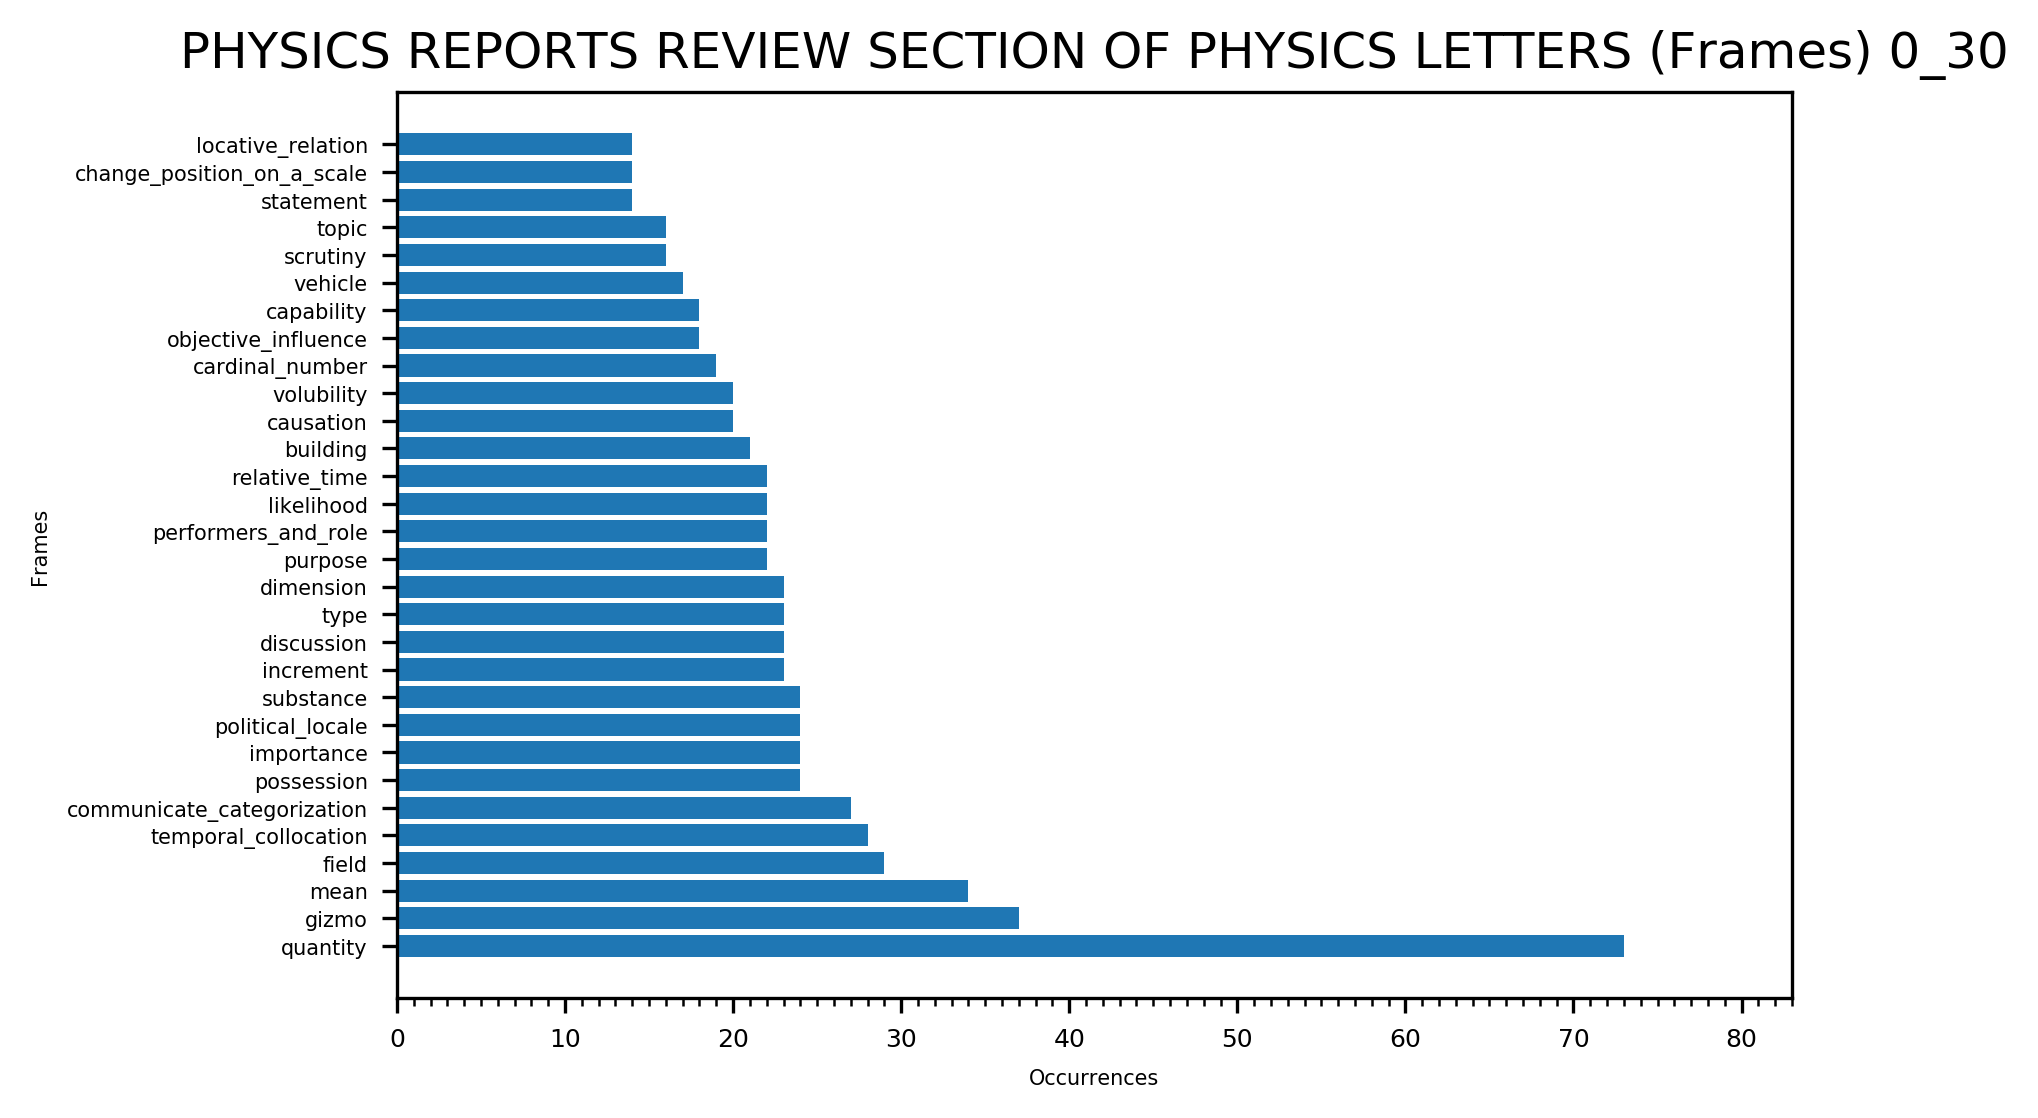 PHYSICS REPORTS REVIEW SECTION OF PHYSICS LETTERS (Frames) 0_30
locative_relation
change_position_on_a_scale
statement
topic
scrutiny
vehicle
capability
objective_influence
cardinal_number
volubility
causation
building
relative_time
likelihood
performers_and_role
purpose
dimension
type
discussion
increment
substance
political_locale
importance
possession
communicate_categorization
temporal_collocation
field
mean
gizmo
quantity
Frames
0 10 20 30 40 50 60 70 80
Occurrences